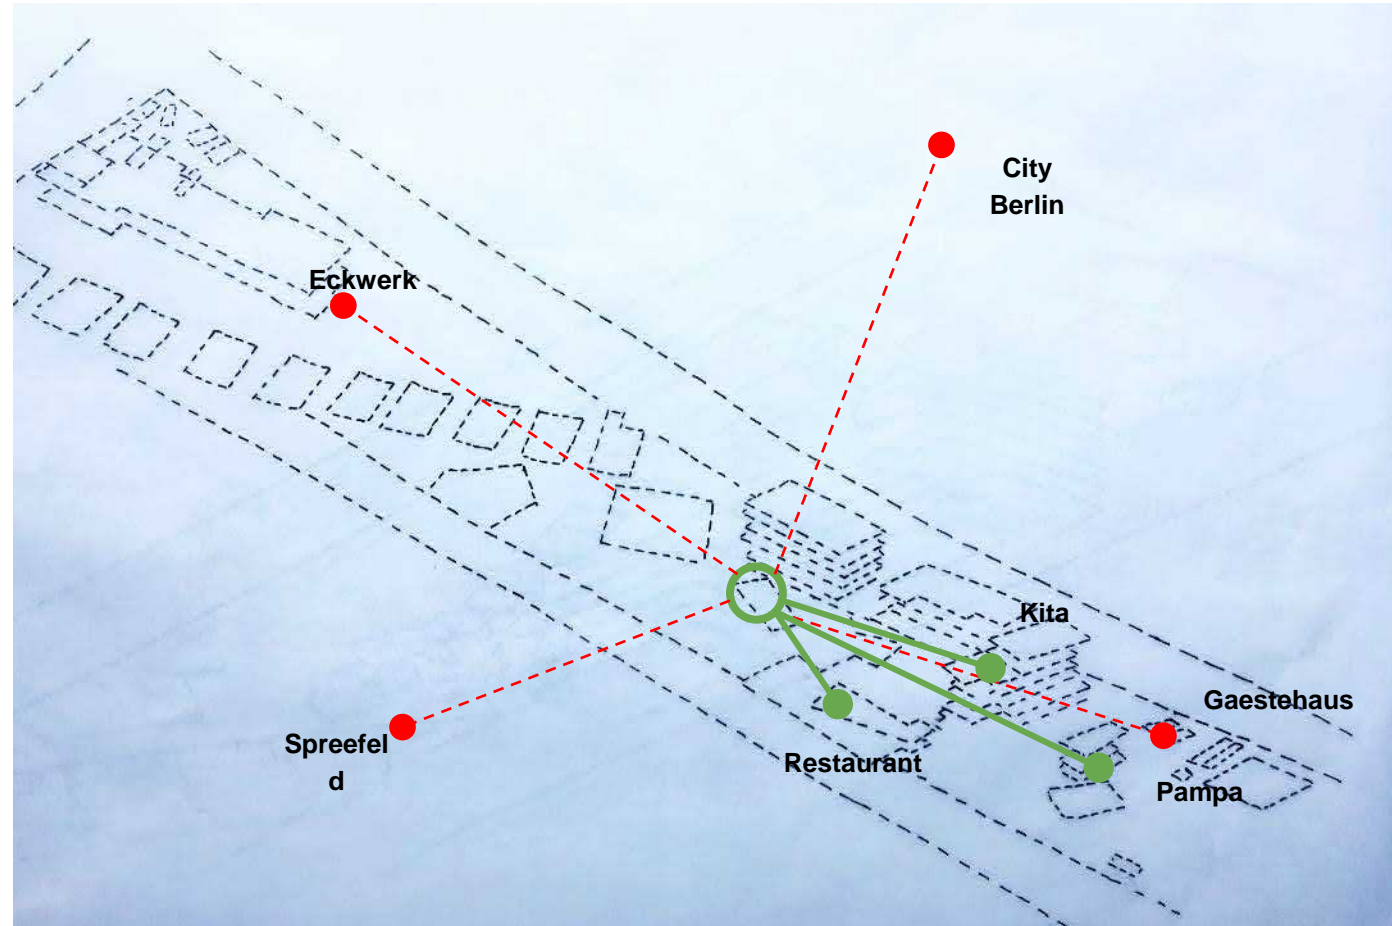 City
Berlin
Eckwerk
Kita
Gaestehaus
Spreefel
d
Restaurant
Pampa